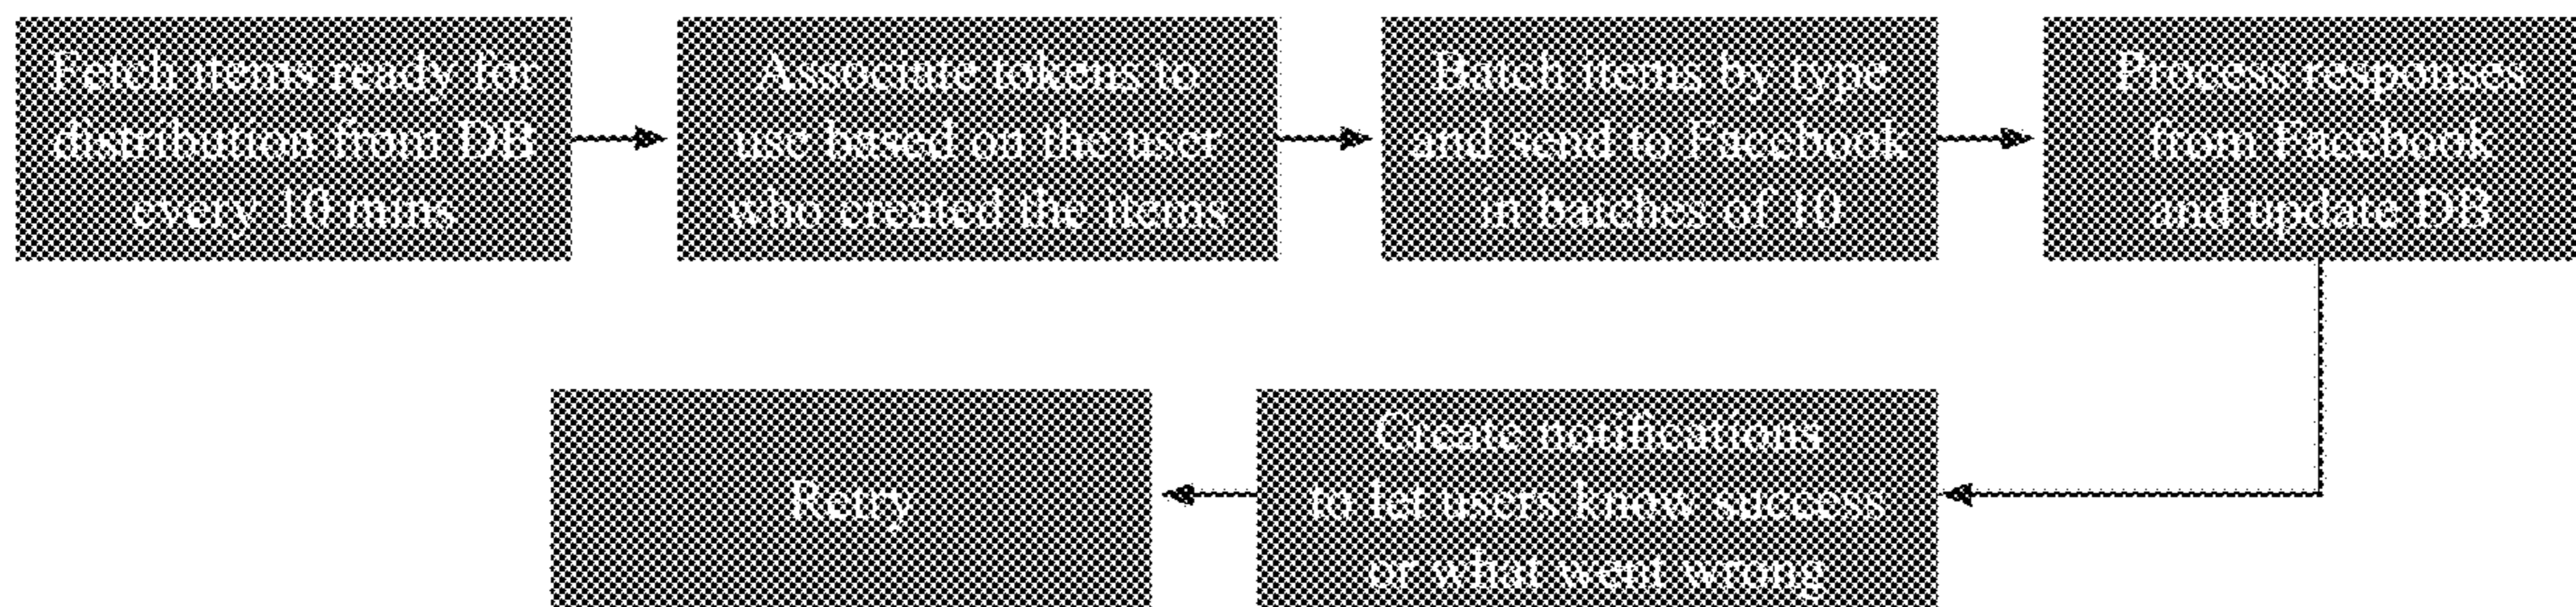 Fetch items ready for
distribution from DB
every 10 mins
Associate tokens to
use based on the user
who created the items
Batch items by type
and send to Facebook
in batches of 10
Process responses
from Facebook
and update DB
Create notifications
to let users know success
or what went wrong
Retry